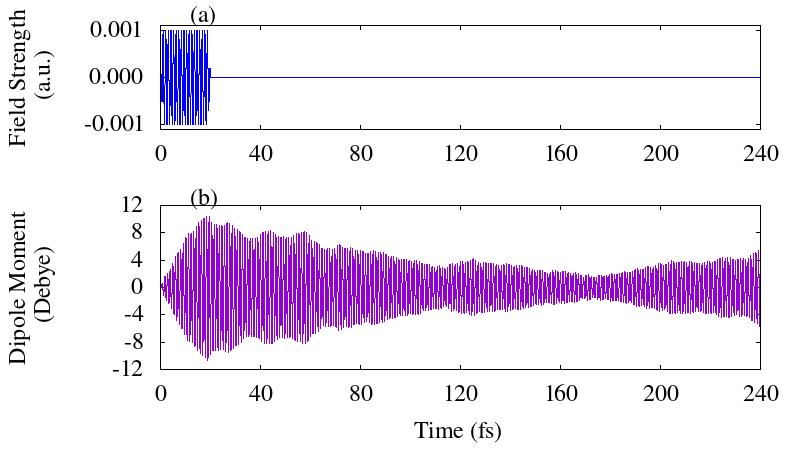 (a)
Field Strength
(a.u.)
0.001
0.000
-0.001
0 40 80 120 160 200 240
(b)
Dipole Moment
(Debye)
12
8
4
0
-4
-8
-12
0 40 80 120 160 200 240
Time (fs)